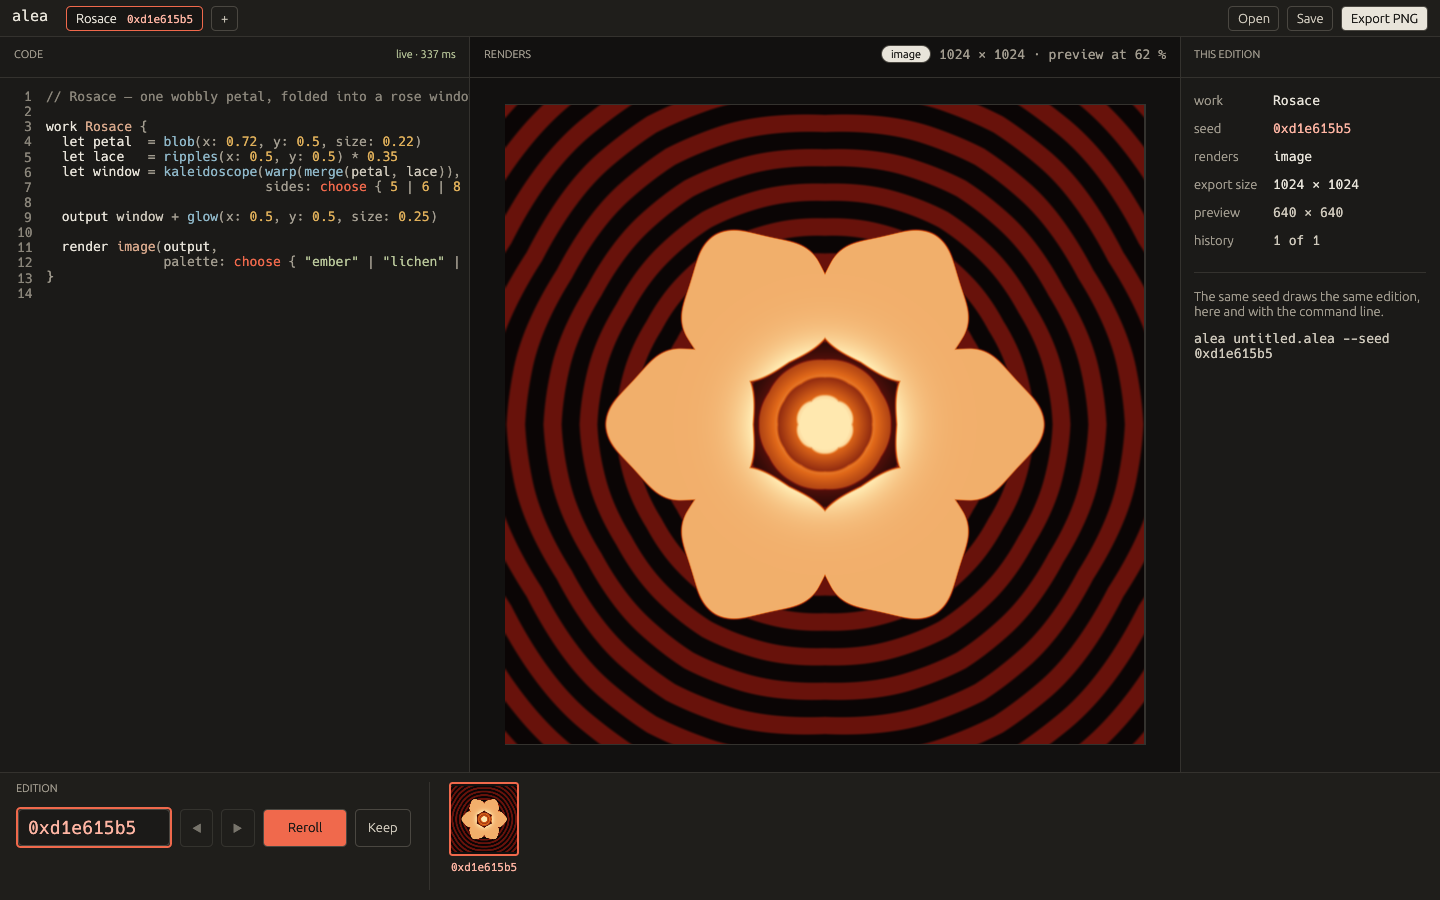 alea
Rosace 0xd1e615b5
+
Open
Save
Export PNG
CODE
live · 337 ms
1 // Rosace — one wobbly petal, folded into a rose windo
2
3 work Rosace {
4 let petal = blob(x: 0.72, y: 0.5, size: 0.22)
5 let lace = ripples(x: 0.5, y: 0.5) * 0.35
6 let window = kaleidoscope(warp(merge(petal, lace)),
7 sides: choose { 5 | 6 | 8
8
9 output window + glow(x: 0.5, y: 0.5, size: 0.25)
10
11 render image(output,
12 palette: choose { "ember" | "lichen" |
13 }
14
RENDERS
image 1024 × 1024 · preview at 62 %
THIS EDITION
work Rosace
seed 0xd1e615b5
renders image
export size 1024 × 1024
preview 640 × 640
history 1 of 1
The same seed draws the same edition,
here and with the command line.
alea untitled.alea --seed
0xd1e615b5
EDITION
0xd1e615b5 ◀ ▶ Reroll Keep
0xd1e615b5